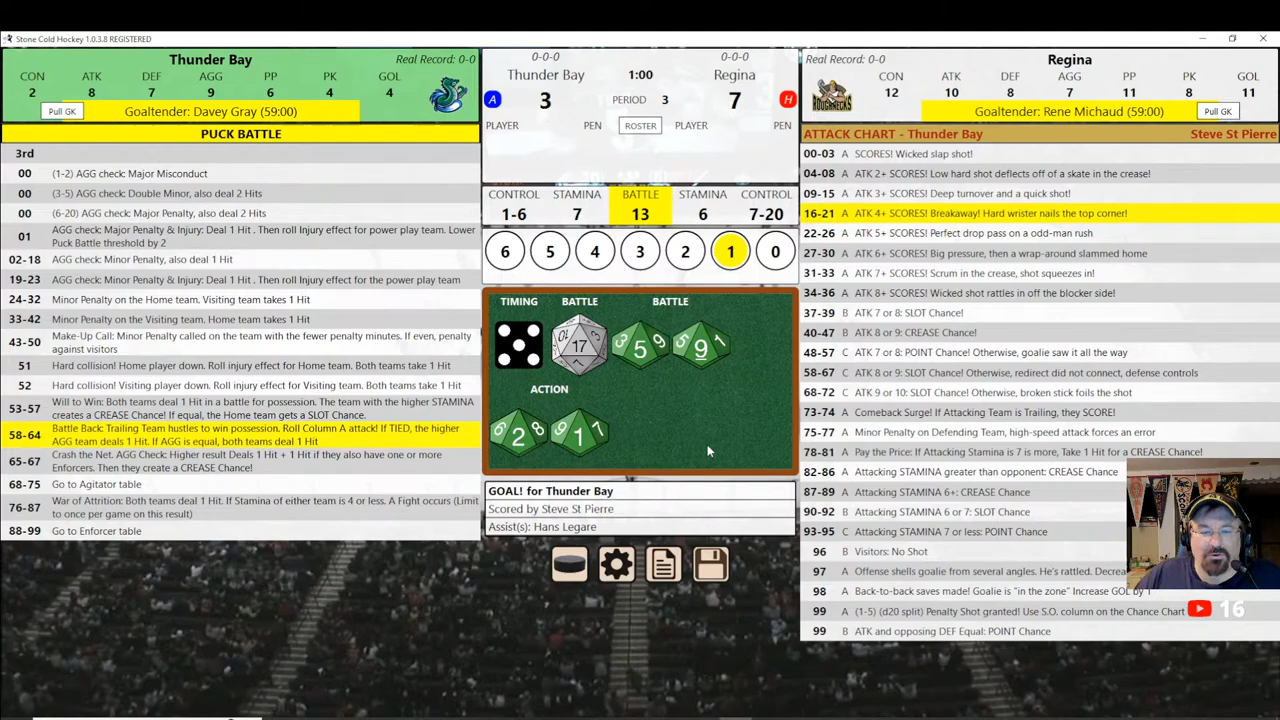 Stone Cold Hockey 1.0.3.8 REGISTERED
Thunder Bay
Real Record: 0-0
CON ATK DEF AGG PP PK GOL
2 8 7 9 6 4 4
Pull GK
Goaltender: Davey Gray (59:00)
PUCK BATTLE
3rd
00 (1-2) AGG check: Major Misconduct
00 (3-5) AGG check: Double Minor, also deal 2 Hits
00 (6-20) AGG check: Major Penalty, also deal 2 Hits
01 AGG check: Major Penalty & Injury: Deal 1 Hit . Then roll Injury effect for power play team. Lower
Puck Battle threshold by 2
02-18 AGG check: Minor Penalty, also deal 1 Hit
19-23 AGG check: Minor Penalty & Injury: Deal 1 Hit . Then roll Injury effect for the power play team
24-32 Minor Penalty on the Home team. Visiting team takes 1 Hit
33-42 Minor Penalty on the Visiting team. Home team takes 1 Hit
43-50 Make-Up Call: Minor Penalty called on the team with the fewer penalty minutes. If even, penalty
against visitors
51 Hard collision! Home player down. Roll injury effect for Home team. Both teams take 1 Hit
52 Hard collision! Visiting player down. Roll injury effect for Visiting team. Both teams take 1 Hit
53-57 Will to Win: Both teams deal 1 Hit in a battle for possession. The team with the higher STAMINA
creates a CREASE Chance! If equal, the Home team gets a SLOT Chance.
58-64 Battle Back: Trailing Team hustles to win possession. Roll Column A attack! If TIED, the higher
AGG team deals 1 Hit. If AGG is equal, both teams deal 1 Hit
65-67 Crash the Net. AGG Check: Higher result Deals 1 Hit + 1 Hit if they also have one or more
Enforcers. Then they create a CREASE Chance!
68-75 Go to Agitator table
76-87 War of Attrition: Both teams deal 1 Hit. If Stamina of either team is 4 or less. A Fight occurs (Limit
to once per game on this result)
88-99 Go to Enforcer table
0-0-0 0-0-0
Thunder Bay 1:00 Regina
A 3 PERIOD 3 7 H
PLAYER PEN ROSTER PLAYER PEN
CONTROL STAMINA BATTLE STAMINA CONTROL
1-6 7 13 6 7-20
6 5 4 3 2 1 0
TIMING BATTLE BATTLE
17 5 9
ACTION
2 1
GOAL! for Thunder Bay
Scored by Steve St Pierre
Assist(s): Hans Legare
Real Record: 0-0
Regina
CON ATK DEF AGG PP PK GOL
12 10 8 7 11 8 11
Goaltender: Rene Michaud (59:00)
Pull GK
ATTACK CHART - Thunder Bay Steve St Pierre
00-03 A SCORES! Wicked slap shot!
04-08 A ATK 2+ SCORES! Low hard shot deflects off of a skate in the crease!
09-15 A ATK 3+ SCORES! Deep turnover and a quick shot!
16-21 A ATK 4+ SCORES! Breakaway! Hard wrister nails the top corner!
22-26 A ATK 5+ SCORES! Perfect drop pass on a odd-man rush
27-30 A ATK 6+ SCORES! Big pressure, then a wrap-around slammed home
31-33 A ATK 7+ SCORES! Scrum in the crease, shot squeezes in!
34-36 A ATK 8+ SCORES! Wicked shot rattles in off the blocker side!
37-39 B ATK 7 or 8: SLOT Chance!
40-47 B ATK 8 or 9: CREASE Chance!
48-57 C ATK 7 or 8: POINT Chance! Otherwise, goalie saw it all the way
58-67 C ATK 8 or 9: SLOT Chance! Otherwise, redirect did not connect, defense controls
68-72 C ATK 9 or 10: SLOT Chance! Otherwise, broken stick foils the shot
73-74 A Comeback Surge! If Attacking Team is Trailing, they SCORE!
75-77 A Minor Penalty on Defending Team, high-speed attack forces an error
78-81 A Pay the Price: If Attacking Stamina is 7 is more, Take 1 Hit for a CREASE Chance!
82-86 A Attacking STAMINA greater than opponent: CREASE Chance
87-89 A Attacking STAMINA 6+: CREASE Chance
90-92 B Attacking STAMINA 6 or 7: SLOT Chance
93-95 C Attacking STAMINA 7 or less: POINT Chance
96 B Visitors: No Shot
97 A Offense shells goalie from several angles. He's rattled.
98 A Back-to-back saves made! Goalie is "in the zone" Increase GOL by 1
99 A (1-5) (d20 split) Penalty Shot granted! Use S.O. column on the Chance Chart
99 B ATK and opposing DEF Equal: POINT Chance
16